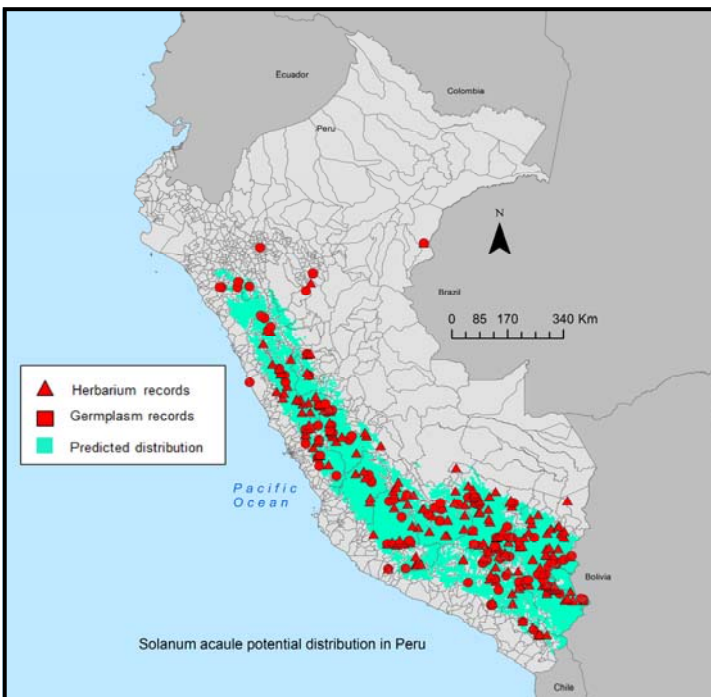 Ecuador
Colombia
Peru
N
Brazil
0 85 170 340 Km
Herbarium records
Germplasm records
Predicted distribution
Pacific
Ocean
Bolivia
Solanum acaule potential distribution in Peru
Chile